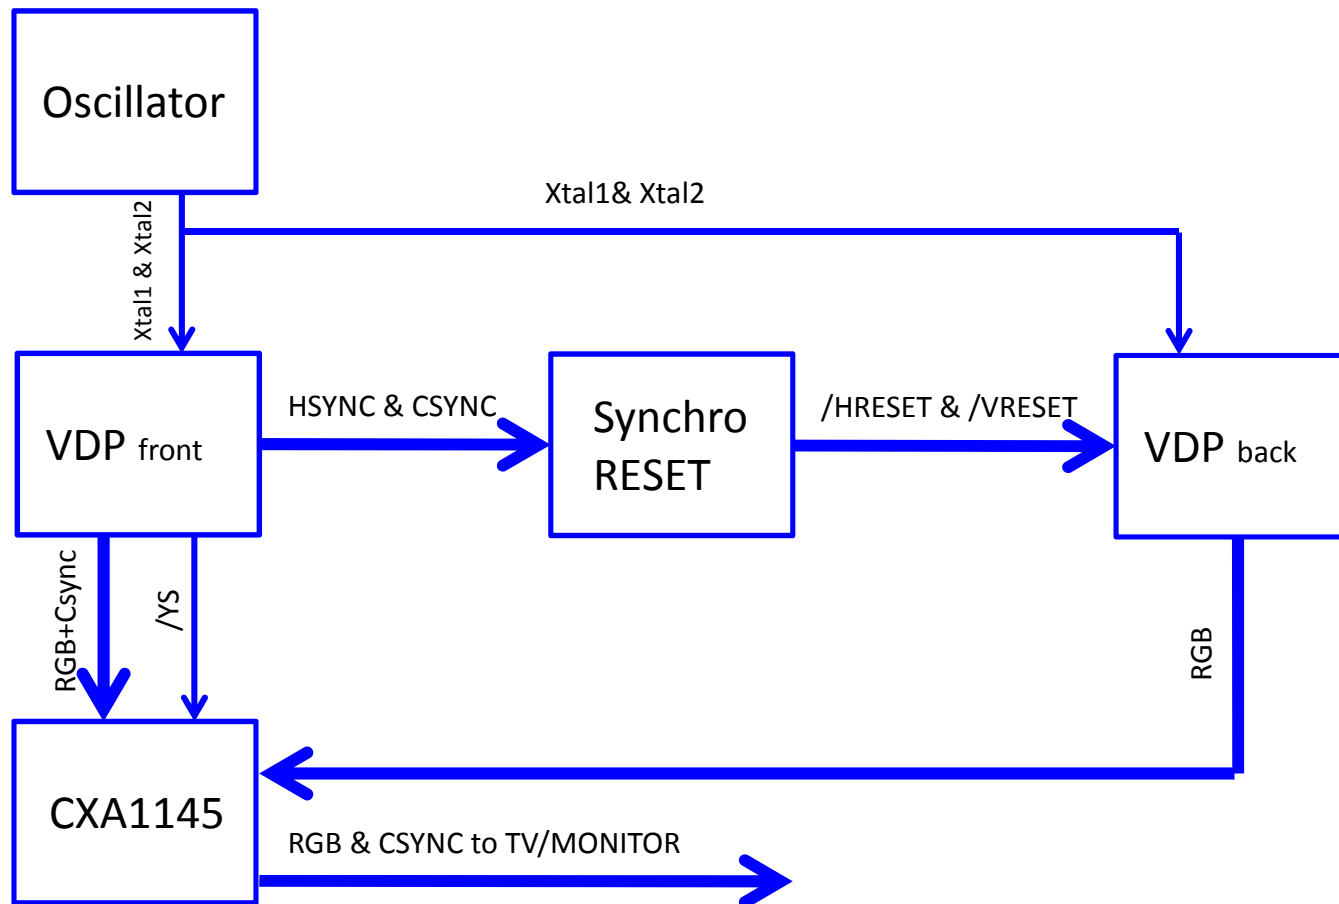 Oscillator
Xtal1& Xtal2
Xtal1 & Xtal2
VDP front
HSYNC & CSYNC
Synchro
RESET
/HRESET & /VRESET
VDP back
RGB+Csync
/YS
RGB
CXA1145
RGB & CSYNC to TV/MONITOR